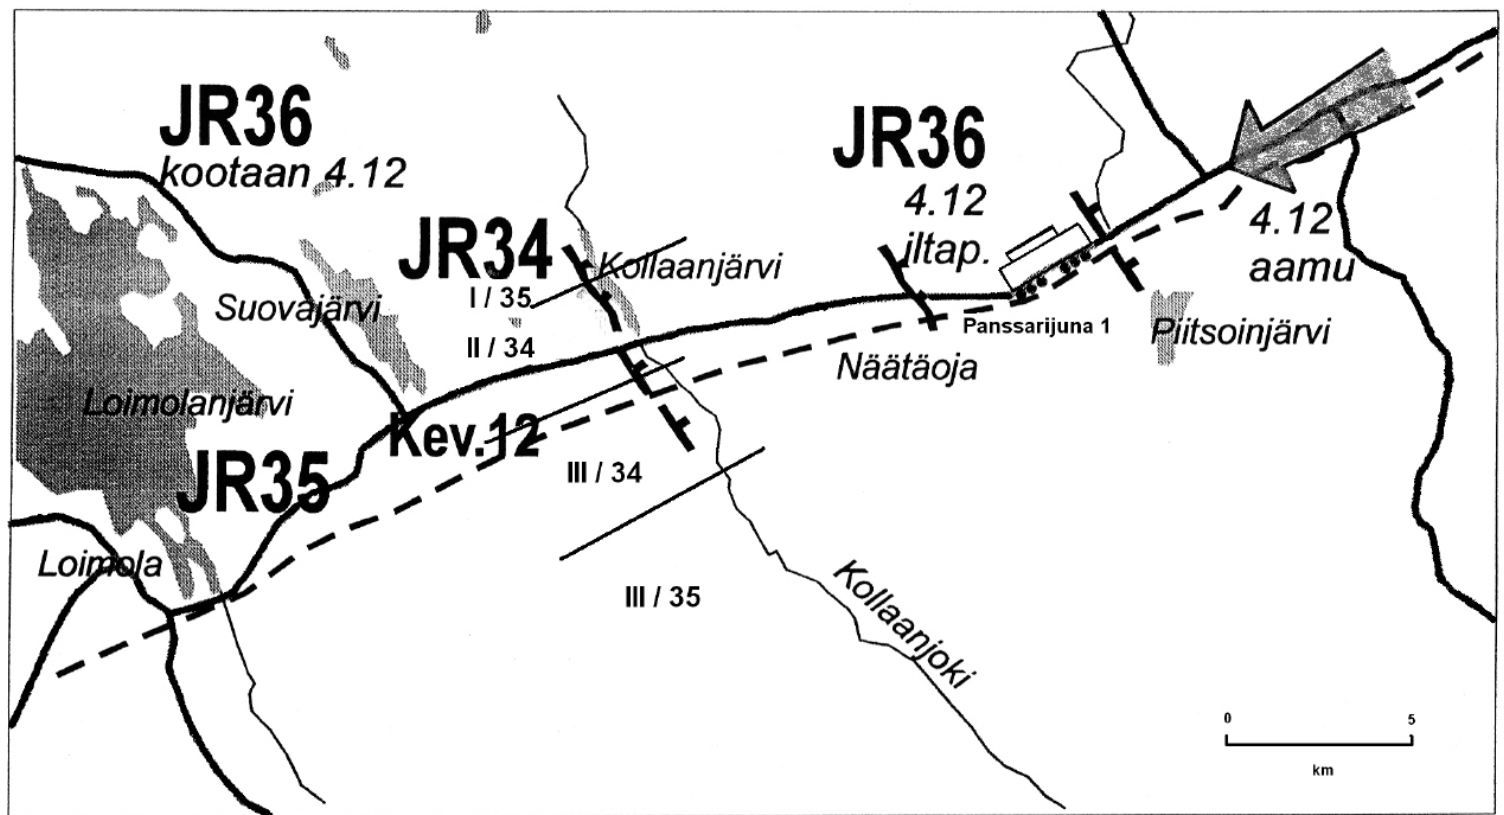 JR36
kootaan 4.12
JR36
4.12
iltap.
4.12
aamu
JR34
Kollaanjärvi
I / 35
Suovajärvi
II / 34
Panssarijuna 1
Piitsoinjärvi
Näätäoja
Loimolanjärvi
Kev.12
JR35
III / 34
Loimola
III / 35
Kollaanjoki
0 5
km